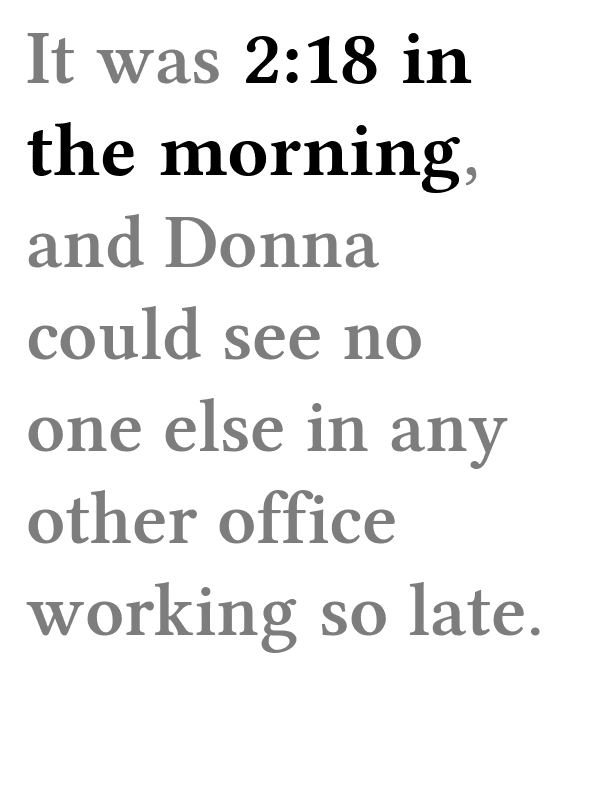 It was 2:18 in
the morning,
and Donna
could see no
one else in any
other office
working so late.